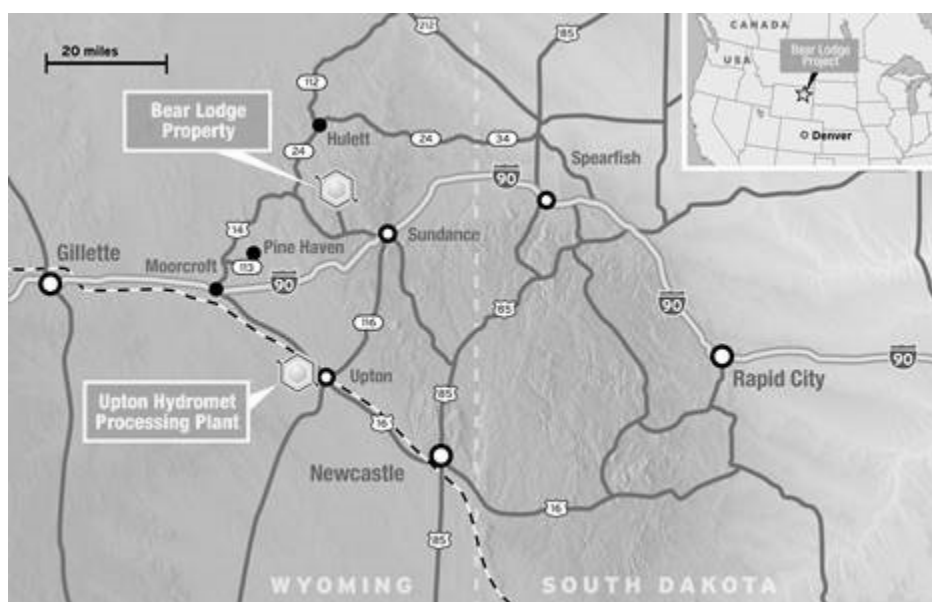 20 miles
212
85
CANADA
USA
Bear Lodge
Project
Denver
112
Bear Lodge
Property
Hulett
24
24
34
Spearfish
90
14
Gillette
Pine Haven
Sundance
Moorcroft
113
90
85
90
116
90
Rapid City
Upton
Upton Hydromet
Processing Plant
85
16
Newcastle
16
85
WYOMING
SOUTH DAKOTA